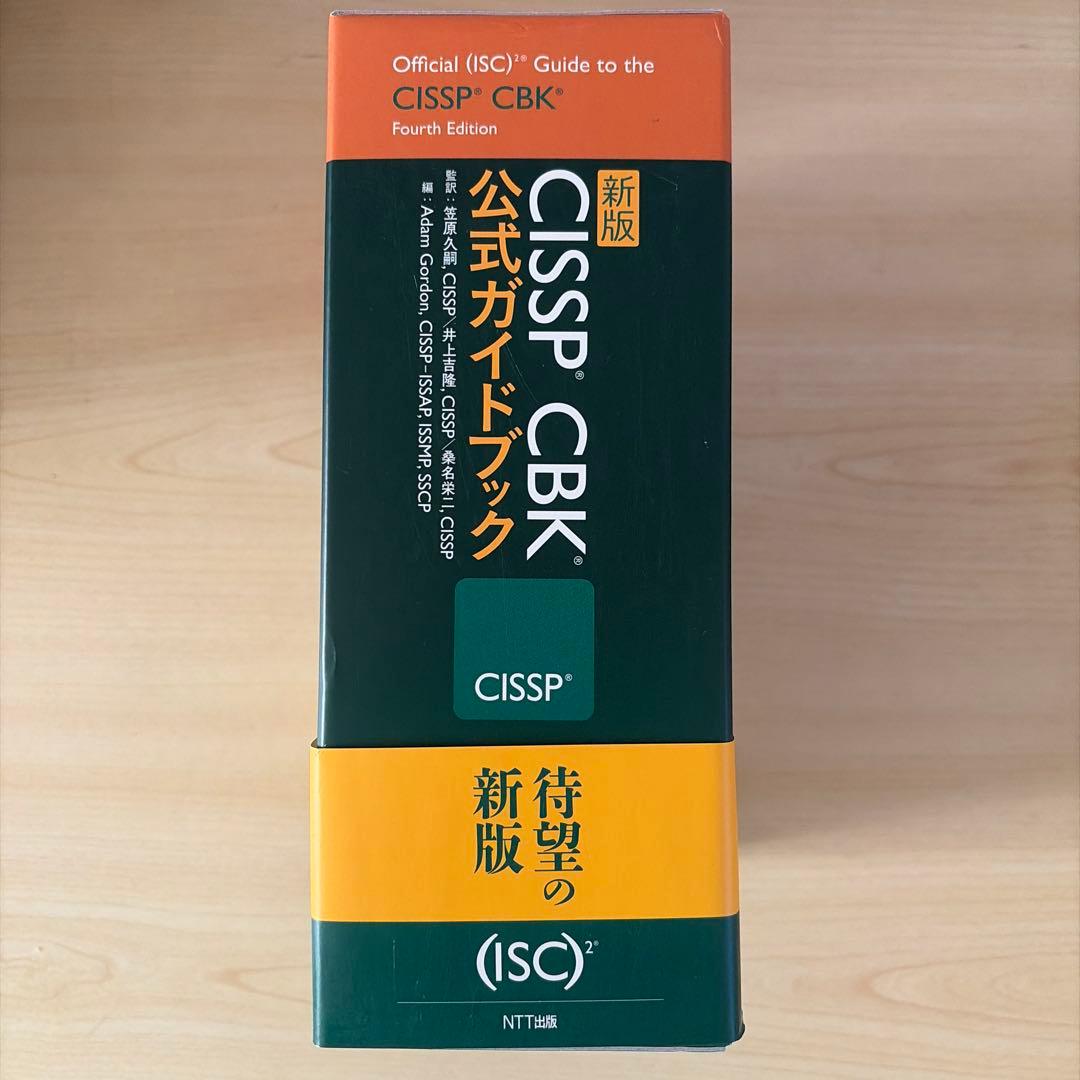 Official (ISC)²® Guide to the
CISSP® CBK®
Fourth Edition
新版
CISSP® CBK®
公式ガイドブック
監訳：笠原久嗣, CISSP／井上吉隆, CISSP／桑名栄二, CISSP
編：Adam Gordon, CISSP-ISSAP, ISSMP, SSCP
CISSP®
待望の
新版
(ISC)²®
NTT出版